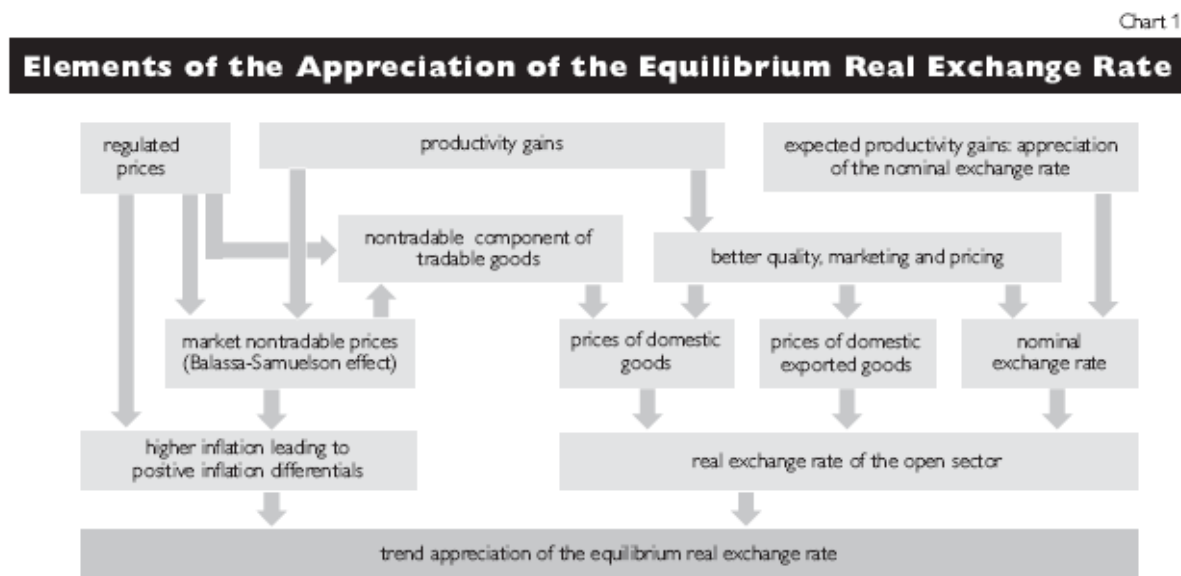 Chart 1
Elements of the Appreciation of the Equilibrium Real Exchange Rate
regulated
prices
productivity gains
expected productivity gains: appreciation
of the nominal exchange rate
nontradable component of
tradable goods
better quality, marketing and pricing
market nontradable prices
(Balassa-Samuelson effect)
prices of domestic
goods
prices of domestic
exported goods
nominal
exchange rate
higher inflation leading to
positive inflation differentials
real exchange rate of the open sector
trend appreciation of the equilibrium real exchange rate